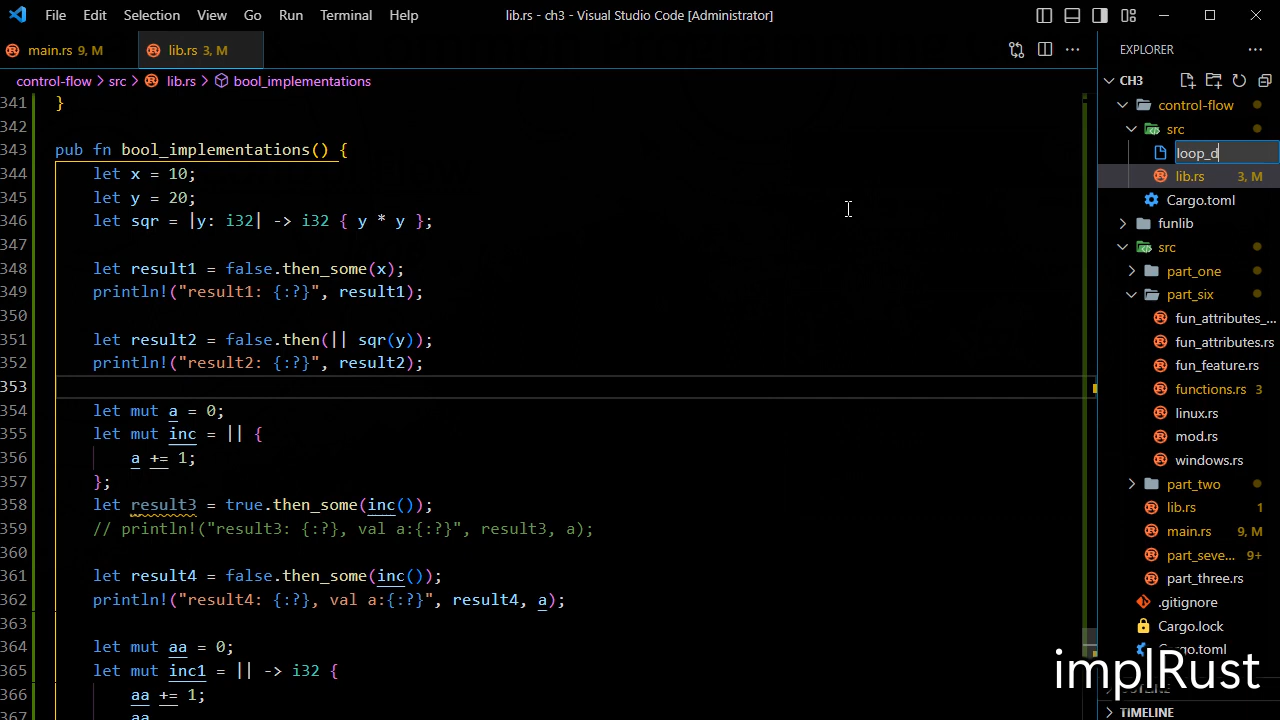 File Edit Selection View Go Run Terminal Help lib.rs - ch3 - Visual Studio Code [Administrator]
main.rs 9, M lib.rs 3, M
control-flow > src > lib.rs > bool_implementations
341 }
342
343 pub fn bool_implementations() {
344 let x = 10;
345 let y = 20;
346 let sqr = |y: i32| -> i32 { y * y };
347
348 let result1 = false.then_some(x);
349 println!("result1: {:?}", result1);
350
351 let result2 = false.then(|| sqr(y));
352 println!("result2: {:?}", result2);
353
354 let mut a = 0;
355 let mut inc = || {
356 a += 1;
357 };
358 let result3 = true.then_some(inc());
359 // println!("result3: {:?}, val a:{:?}", result3, a);
360
361 let result4 = false.then_some(inc());
362 println!("result4: {:?}, val a:{:?}", result4, a);
363
364 let mut aa = 0;
365 let mut inc1 = || -> i32 {
366 aa += 1;
367 aa
EXPLORER
CH3
control-flow
src
loop_d
lib.rs 3, M
Cargo.toml
funlib
src
part_one
part_six
fun_attributes_...
fun_attributes.rs
fun_feature.rs
functions.rs 3
linux.rs
mod.rs
windows.rs
part_two
lib.rs 1
main.rs 9, M
part_seve... 9+
part_three.rs
.gitignore
Cargo.lock
Cargo.toml
implRust
OUTLINE
TIMELINE